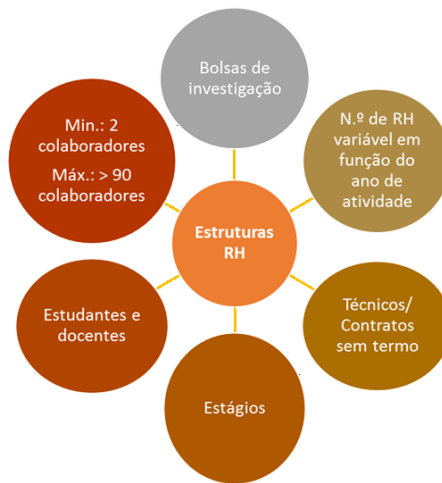 Bolsas de
investigação
Min.: 2
colaboradores
Máx.: > 90
colaboradores
N.º de RH
variável em
função do
ano de
atividade
Estruturas
RH
Estudantes e
docentes
Técnicos/
Contratos
sem termo
Estágios